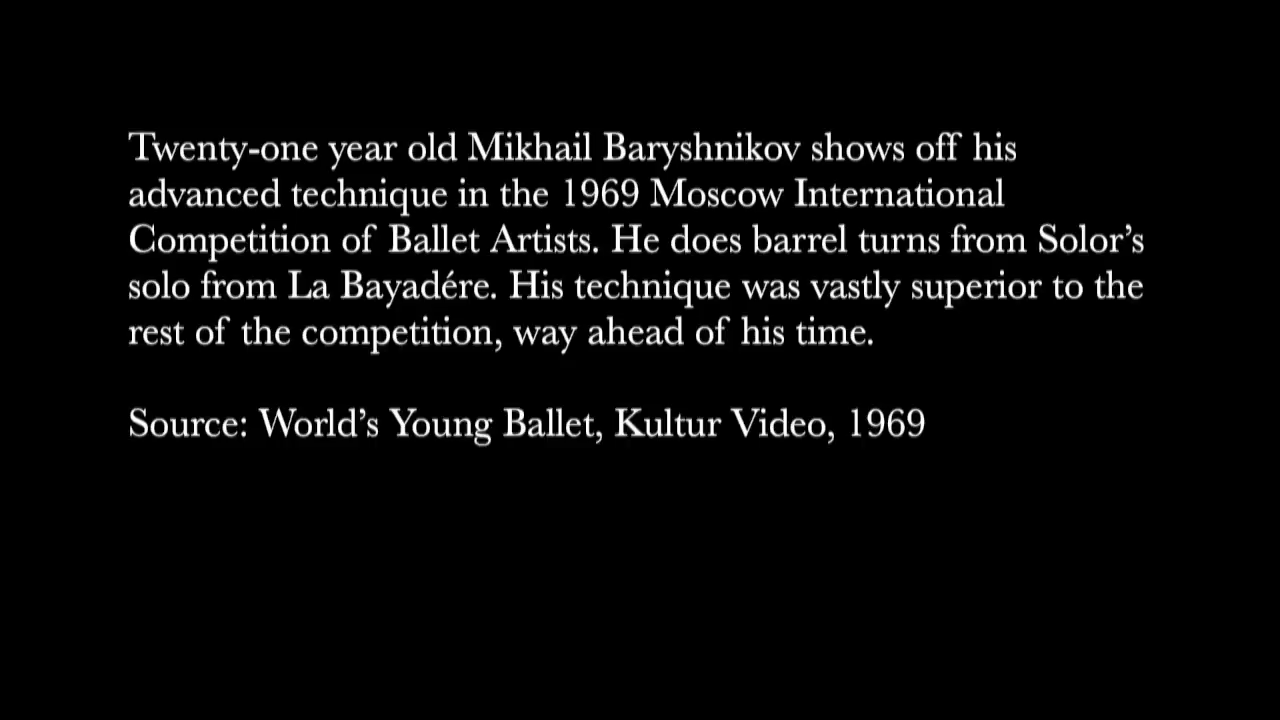 Twenty-one year old Mikhail Baryshnikov shows off his
advanced technique in the 1969 Moscow International
Competition of Ballet Artists. He does barrel turns from Solor’s
solo from La Bayadére. His technique was vastly superior to the
rest of the competition, way ahead of his time.
Source: World’s Young Ballet, Kultur Video, 1969